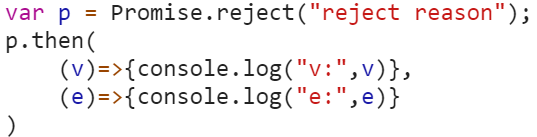 var p = Promise.reject("reject reason");
p.then(
    (v)=>{console.log("v:",v)},
    (e)=>{console.log("e:",e)}
)